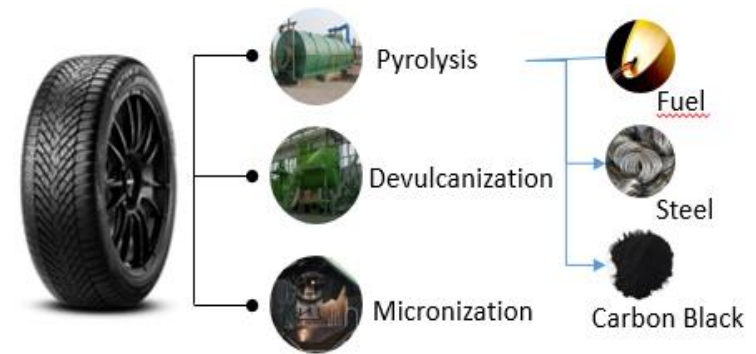 Pyrolysis
Fuel
Devulcanization
Steel
Micronization
Carbon Black